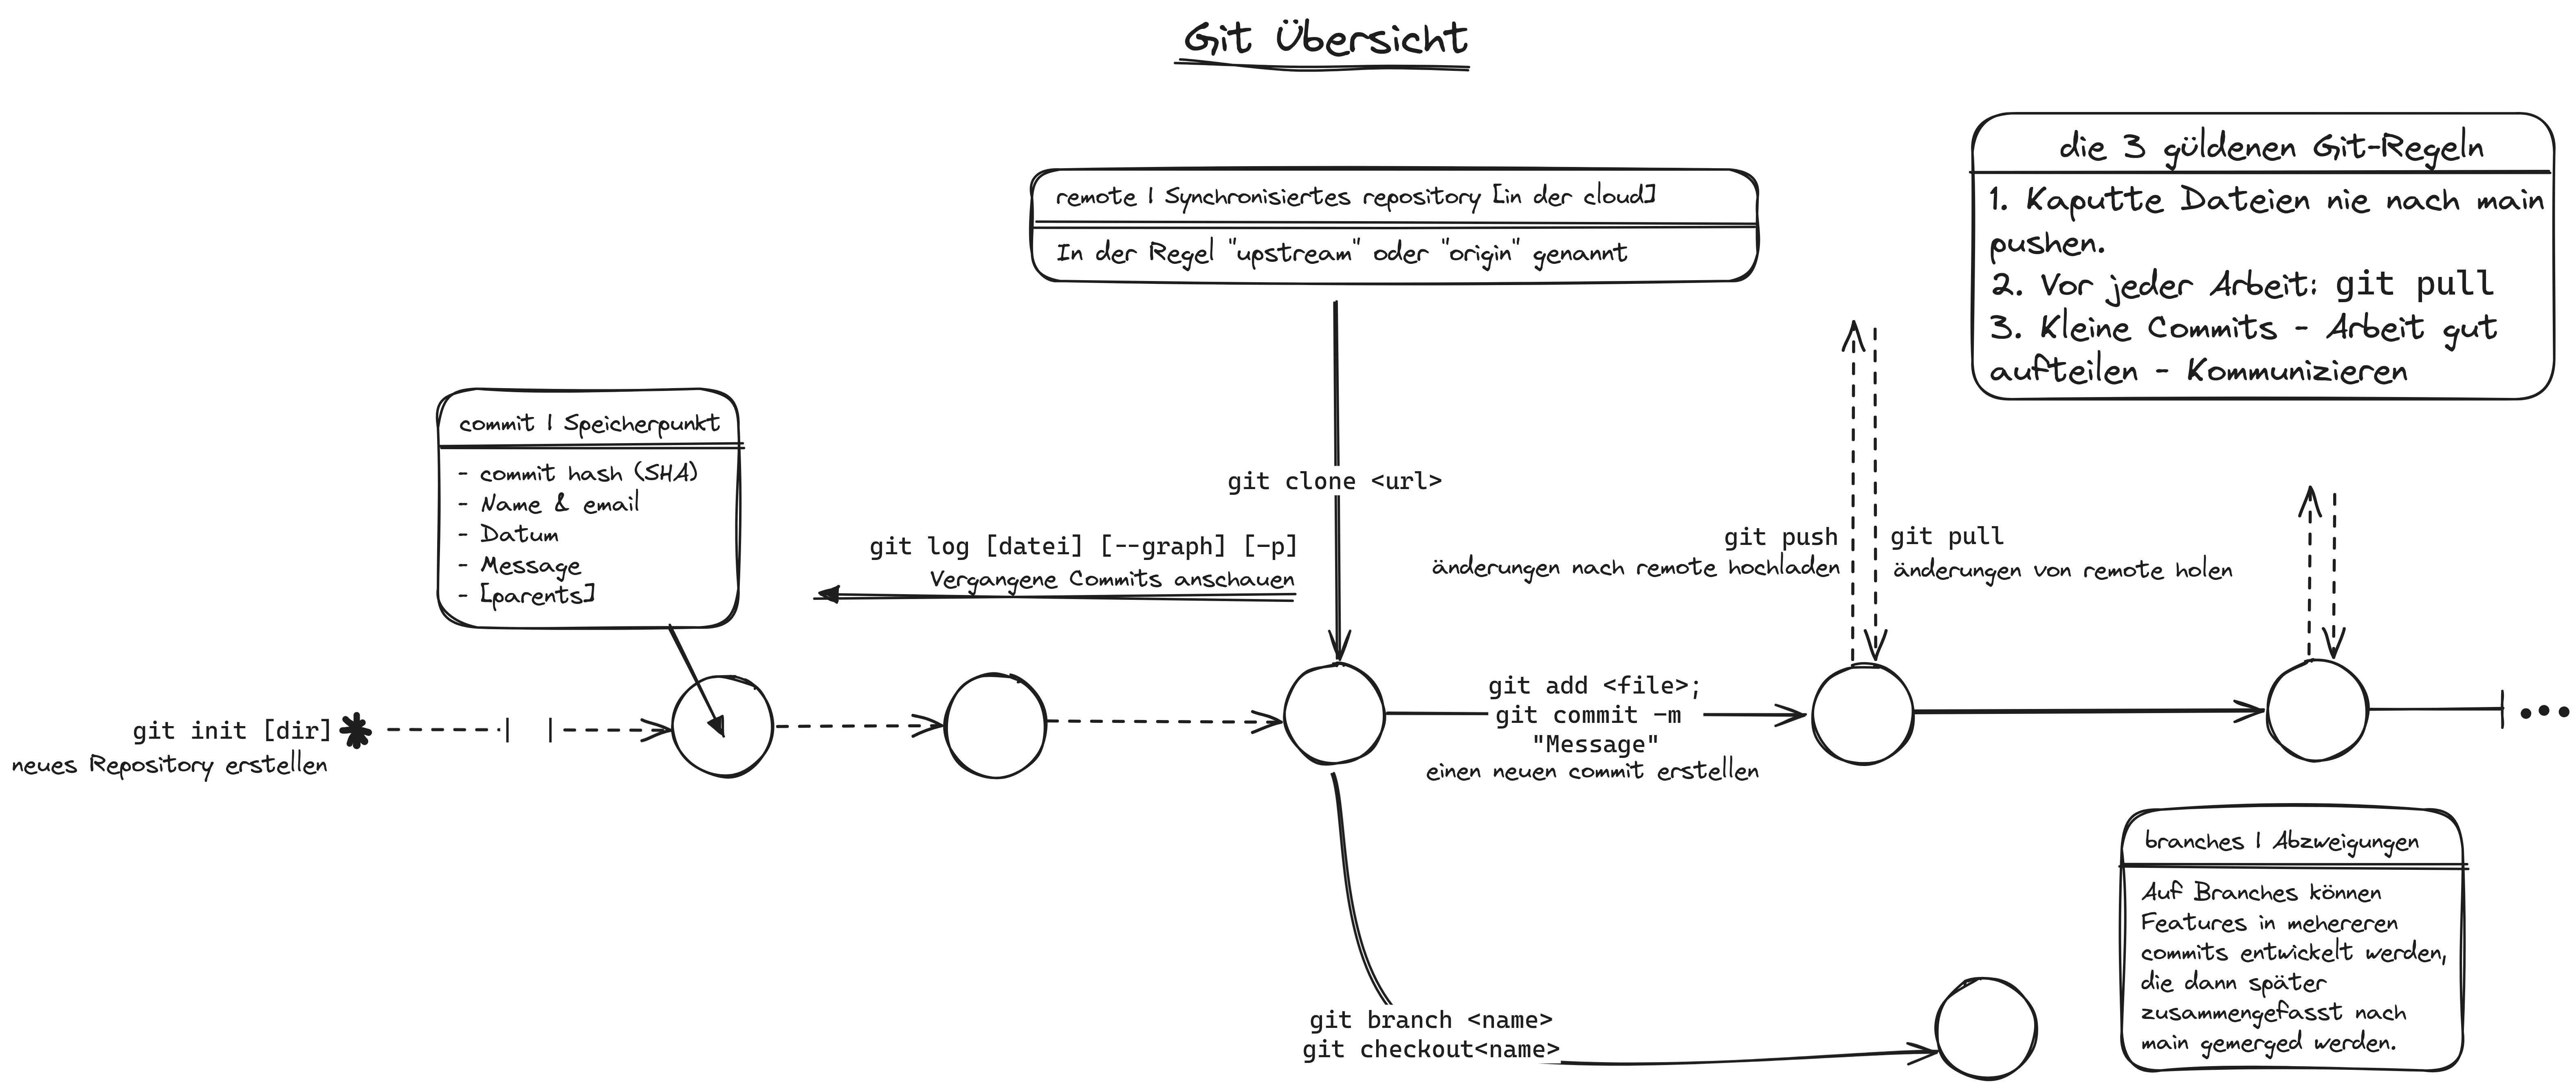 Git Übersicht
die 3 güldenen Git-Regeln
1. Kaputte Dateien nie nach main
pushen.
2. Vor jeder Arbeit: git pull
3. Kleine Commits - Arbeit gut
aufteilen - Kommunizieren
remote | Synchronisiertes repository [in der cloud]
In der Regel "upstream" oder "origin" genannt
commit | Speicherpunkt
- commit hash (SHA)
- Name & email
- Datum
- Message
- [parents]
git clone <url>
git log [datei] [--graph] [-p]
Vergangene Commits anschauen
git push
änderungen nach remote hochladen
git pull
änderungen von remote holen
git init [dir]
neues Repository erstellen
git add <file>;
git commit -m
"Message"
einen neuen commit erstellen
branches | Abzweigungen
Auf Branches können
Features in mehereren
commits entwickelt werden,
die dann später
zusammengefasst nach
main gemerged werden.
git branch <name>
git checkout<name>